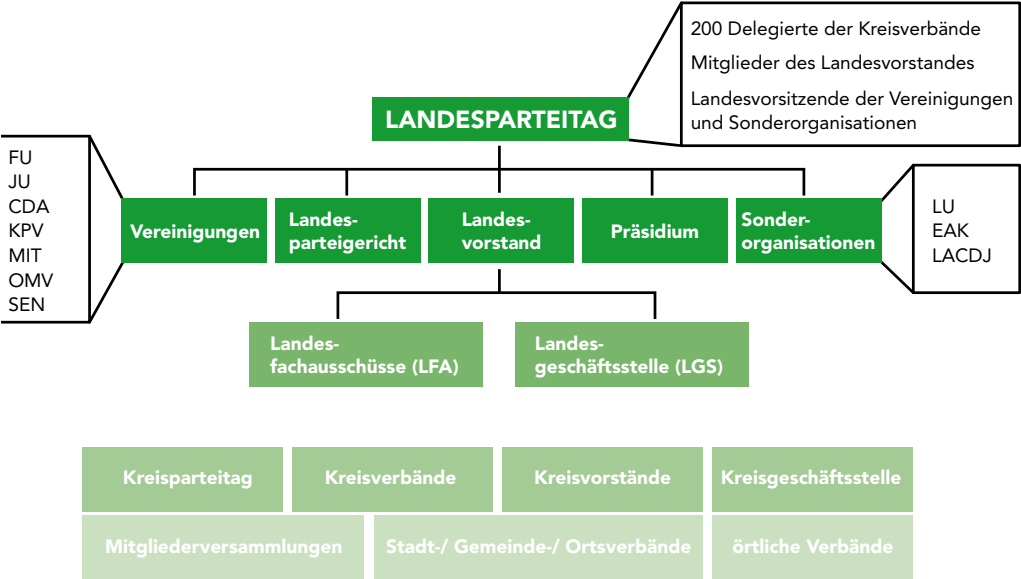 200 Delegierte der Kreisverbände
Mitglieder des Landesvorstandes
Landesvorsitzende der Vereinigungen
und Sonderorganisationen
LANDESPARTEITAG
FU
JU
CDA
KPV
MIT
OMV
SEN
Vereinigungen
Landes-
parteigericht
Landes-
vorstand
Präsidium
Sonder-
organisationen
LU
EAK
LACDJ
Landes-
fachausschüsse (LFA)
Landes-
geschäftsstelle (LGS)
Kreisparteitag
Kreisverbände
Kreisvorstände
Kreisgeschäftsstelle
Mitgliederversammlungen
Stadt-/ Gemeinde-/ Ortsverbände
örtliche Verbände